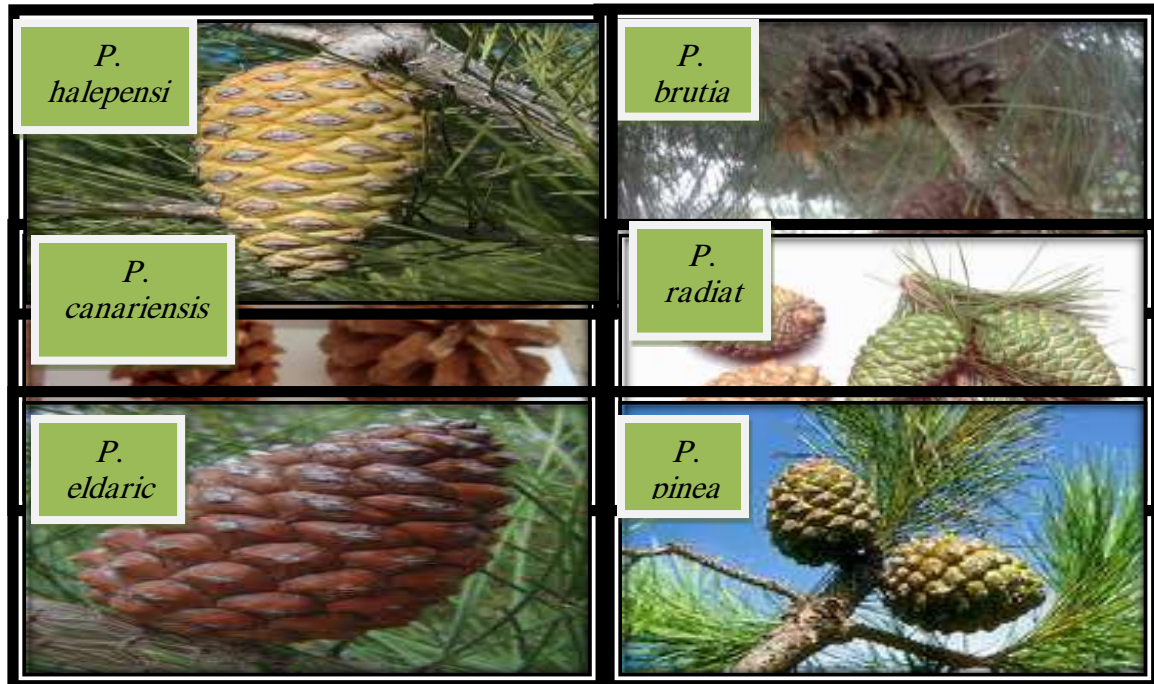 P.
halepensi
P.
brutia
P.
canariensis
P.
radiat
P.
eldaric
P.
pinea